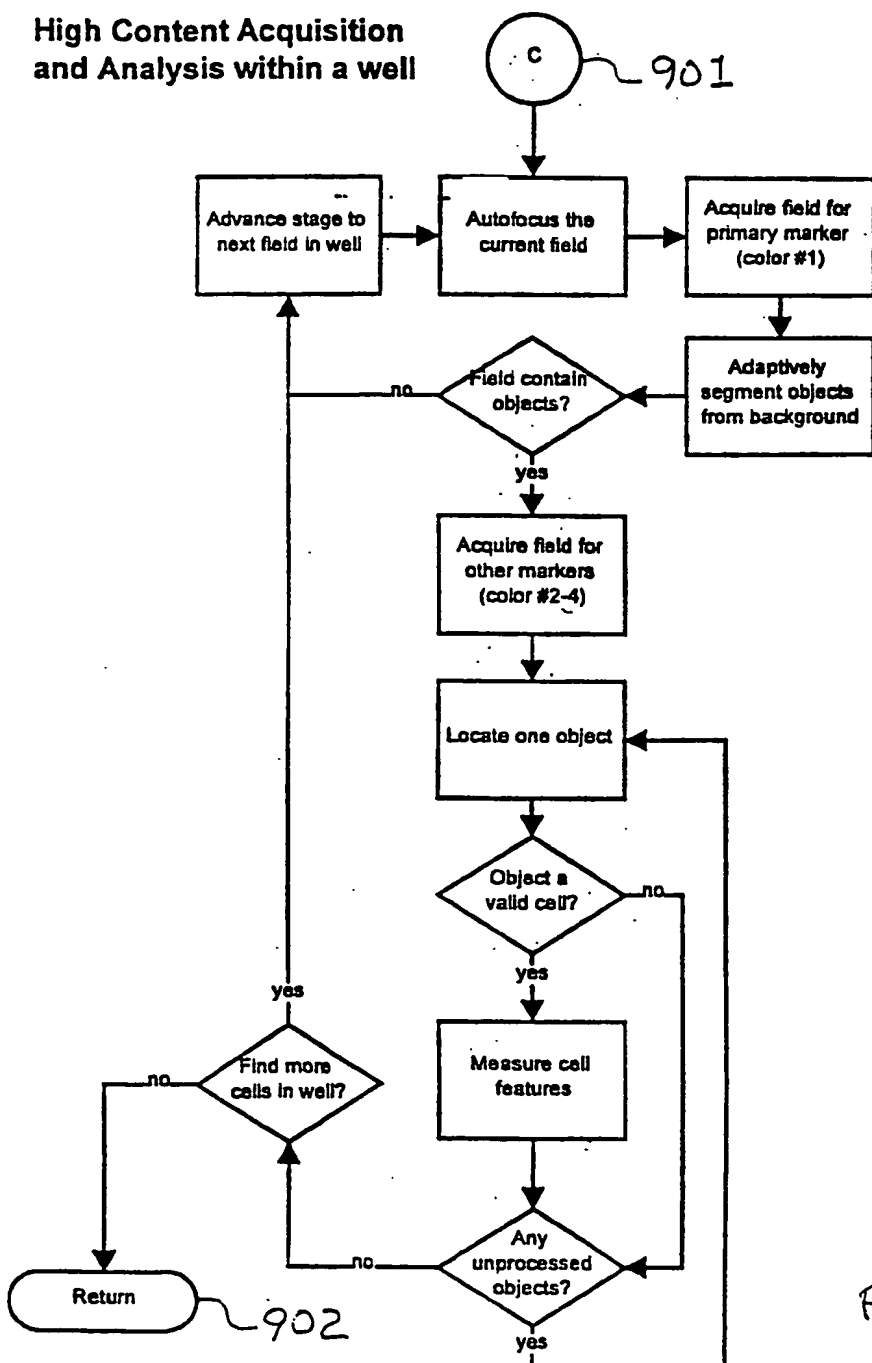 High Content Acquisition
and Analysis within a well
C
901
Advance stage to
next field in well
Autofocus the
current field
Acquire field for
primary marker
(color #1)
Adaptively
segment objects
from background
Field contain
objects?
no
yes
Acquire field for
other markers
(color #2-4)
Locate one object
Object a
valid cell?
no
yes
Measure cell
features
yes
Find more
cells in well?
no
Any
unprocessed
objects?
no
yes
Return
902
F